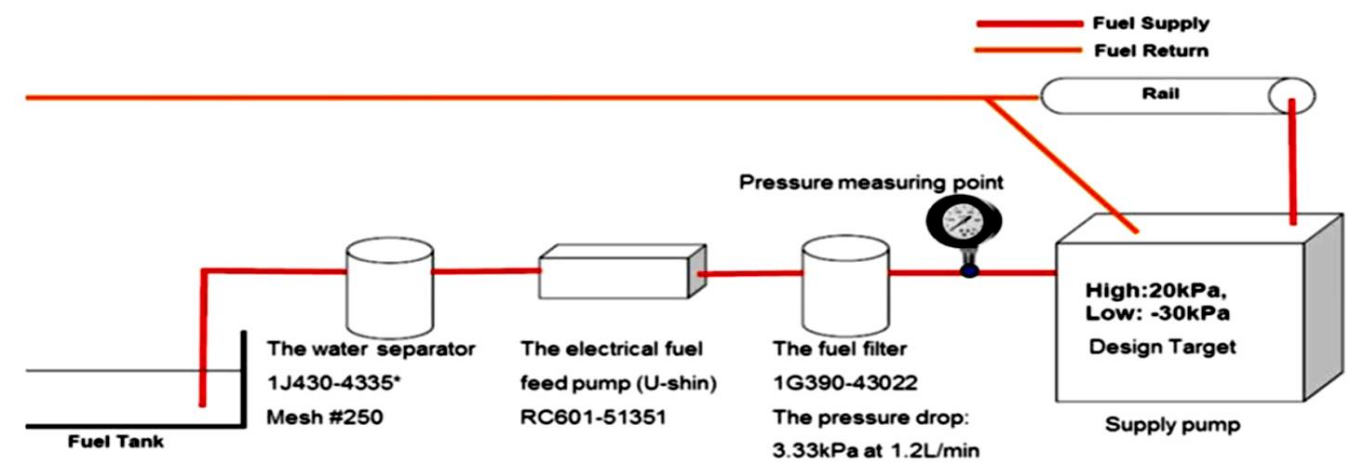 Fuel Supply
Fuel Return
Rail
Pressure measuring point
High:20kPa,
Low: -30kPa
Design Target
Supply pump
The water separator
1J430-4335*
Mesh #250
The electrical fuel
feed pump (U-shin)
RC601-51351
The fuel filter
1G390-43022
The pressure drop:
3.33kPa at 1.2L/min
Fuel Tank